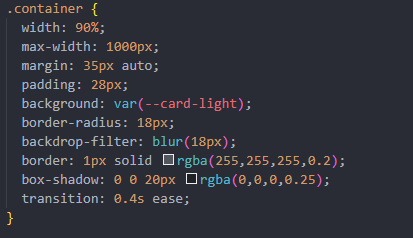 .container {
  width: 90%;
  max-width: 1000px;
  margin: 35px auto;
  padding: 28px;
  background: var(--card-light);
  border-radius: 18px;
  backdrop-filter: blur(18px);
  border: 1px solid rgba(255,255,255,0.2);
  box-shadow: 0 0 20px rgba(0,0,0,0.25);
  transition: 0.4s ease;
}